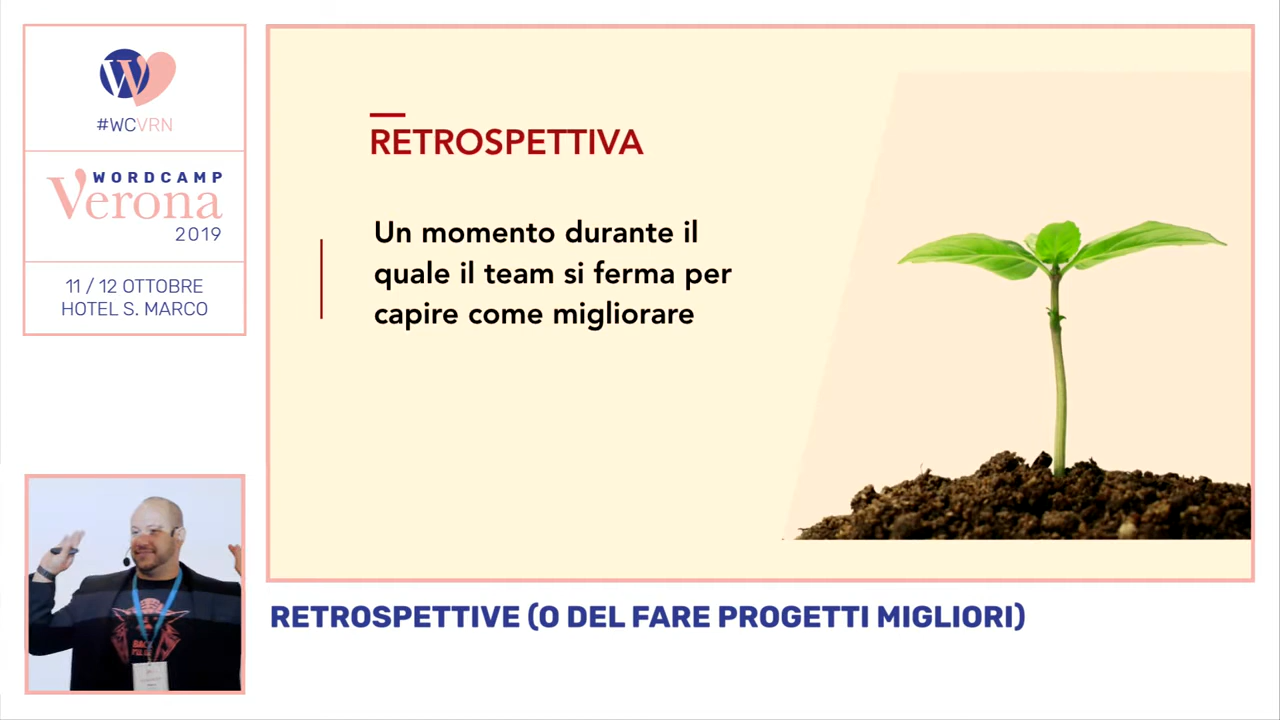 #WCVRN
WORDCAMP
Verona
2019
11 / 12 OTTOBRE
HOTEL S. MARCO
RETROSPETTIVA
Un momento durante il
quale il team si ferma per
capire come migliorare
RETROSPETTIVE (O DEL FARE PROGETTI MIGLIORI)